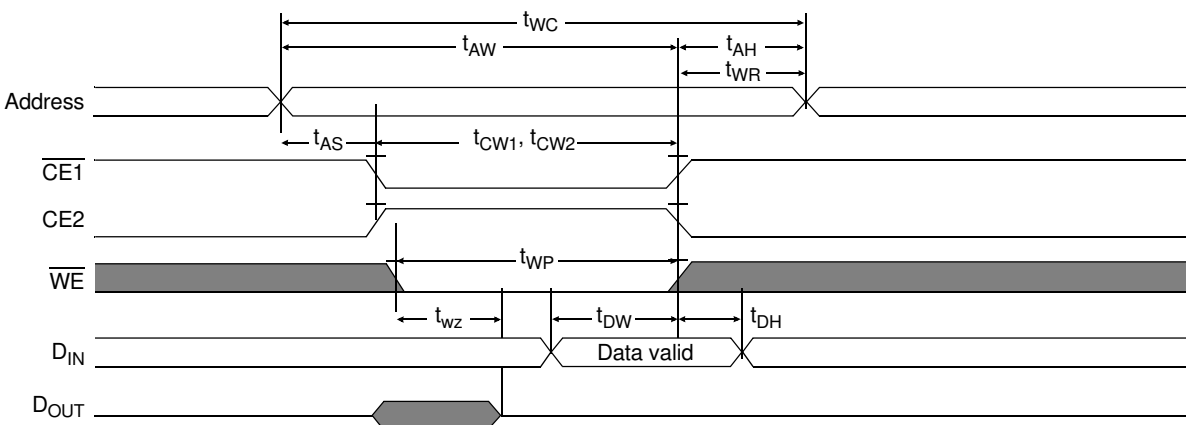 tWC
tAW tAH
tWR
Address
tAS tCW1, tCW2
CE1
CE2
tWP
WE
twz tDW tDH
DIN Data valid
DOUT